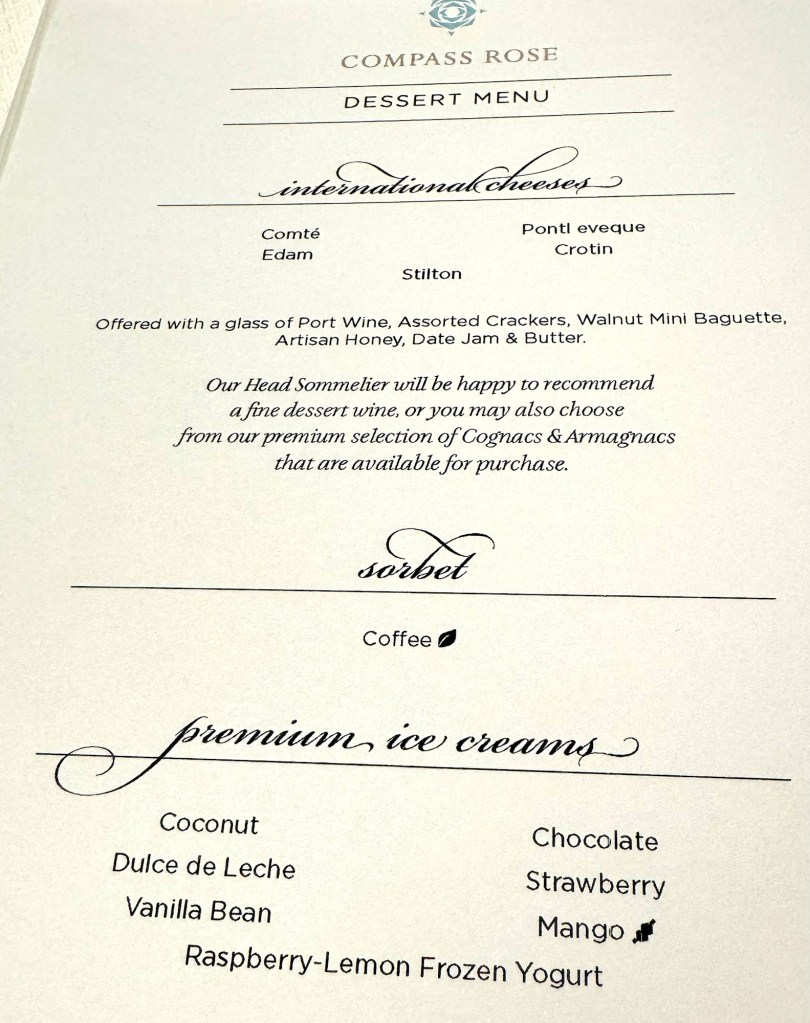 COMPASS ROSE
DESSERT MENU
international cheeses
Comté
Edam
Pontl eveque
Crotin
Stilton
Offered with a glass of Port Wine, Assorted Crackers, Walnut Mini Baguette,
Artisan Honey, Date Jam & Butter.
Our Head Sommelier will be happy to recommend
a fine dessert wine, or you may also choose
from our premium selection of Cognacs & Armagnacs
that are available for purchase.
sorbet
Coffee
premium ice creams
Coconut
Dulce de Leche
Vanilla Bean
Chocolate
Strawberry
Mango
Raspberry-Lemon Frozen Yogurt